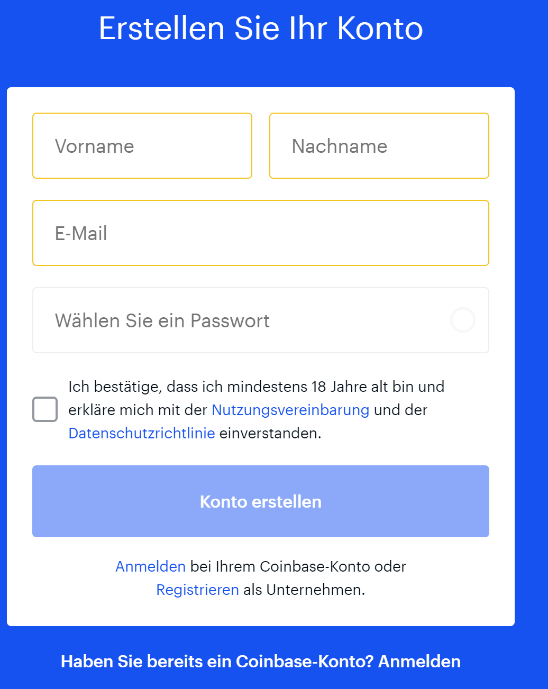 Erstellen Sie Ihr Konto
Vorname
Nachname
E-Mail
Wählen Sie ein Passwort
Ich bestätige, dass ich mindestens 18 Jahre alt bin und
erkläre mich mit der Nutzungsvereinbarung und der
Datenschutzrichtlinie einverstanden.
Konto erstellen
Anmelden bei Ihrem Coinbase-Konto oder
Registrieren als Unternehmen.
Haben Sie bereits ein Coinbase-Konto? Anmelden